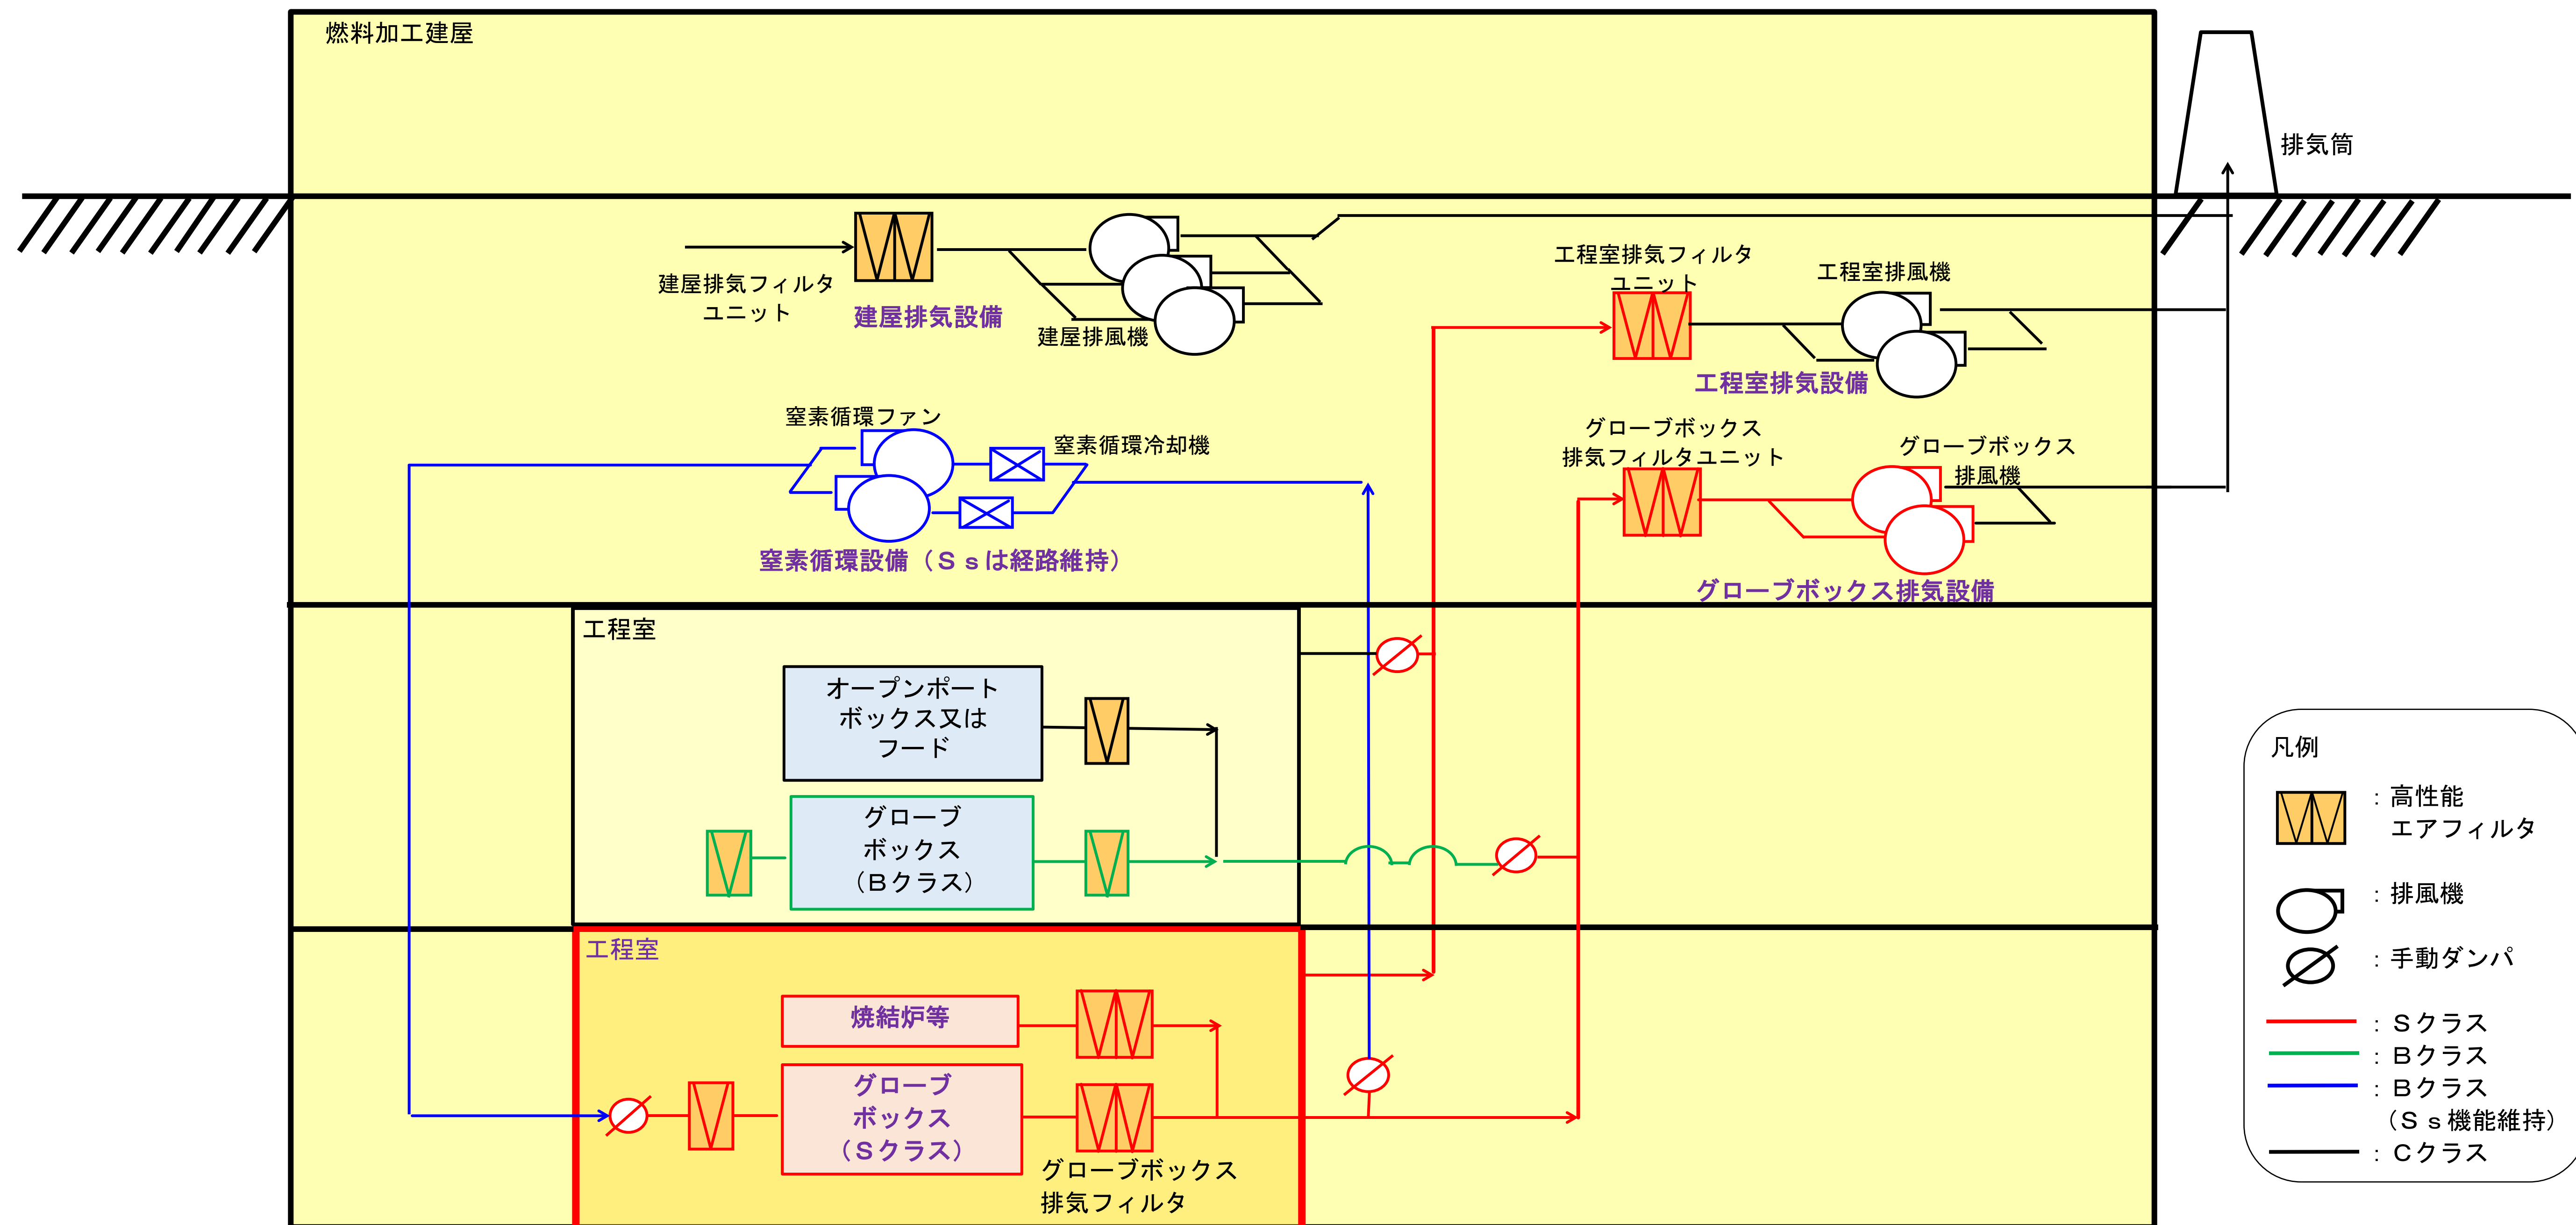 燃料加工建屋
排気筒
建屋排気フィルタ
ユニット
建屋排気設備
建屋排風機
工程室排気フィルタ
ユニット
工程室排風機
工程室排気設備
窒素循環ファン
窒素循環冷却機
窒素循環設備（Ｓｓは経路維持）
グローブボックス
排気フィルタユニット
グローブボックス
排風機
グローブボックス排気設備
工程室
オープンポート
ボックス又は
フード
グローブ
ボックス
（Ｂクラス）
工程室
焼結炉等
グローブ
ボックス
（Ｓクラス）
グローブボックス
排気フィルタ
凡例
：高性能
エアフィルタ
：排風機
：手動ダンパ
：Ｓクラス
：Ｂクラス
：Ｂクラス
（Ｓｓ機能維持）
：Ｃクラス